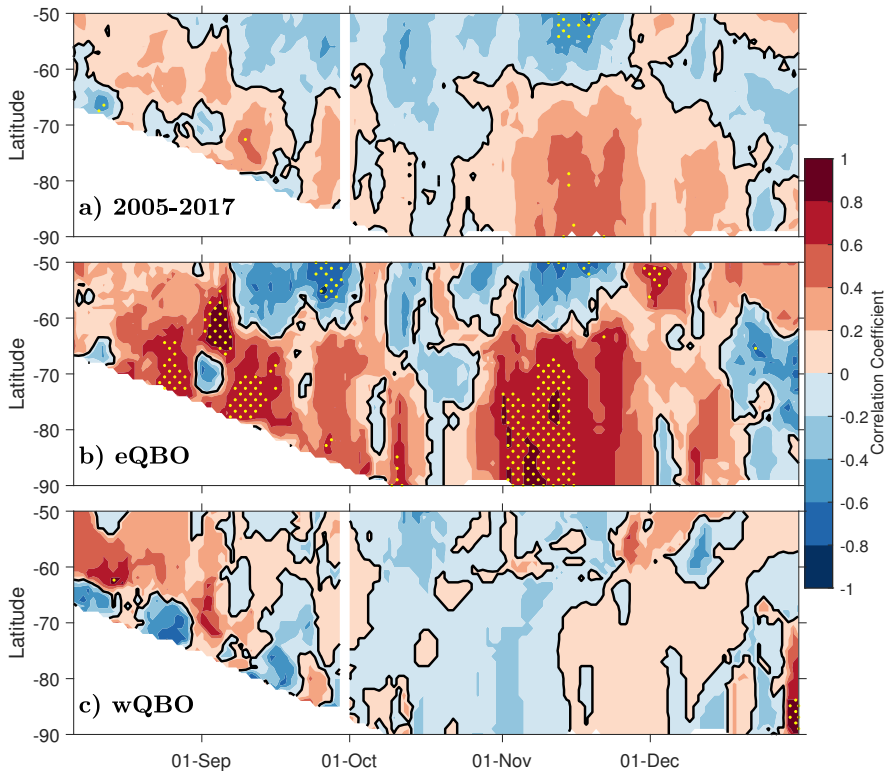 -50
-60
-70
-80
-90
Latitude
a) 2005-2017
-50
-60
-70
-80
-90
Latitude
b) eQBO
-50
-60
-70
-80
-90
Latitude
c) wQBO
01-Sep
01-Oct
01-Nov
01-Dec
1
0.8
0.6
0.4
0.2
0
-0.2
-0.4
-0.6
-0.8
-1
Correlation Coefficient